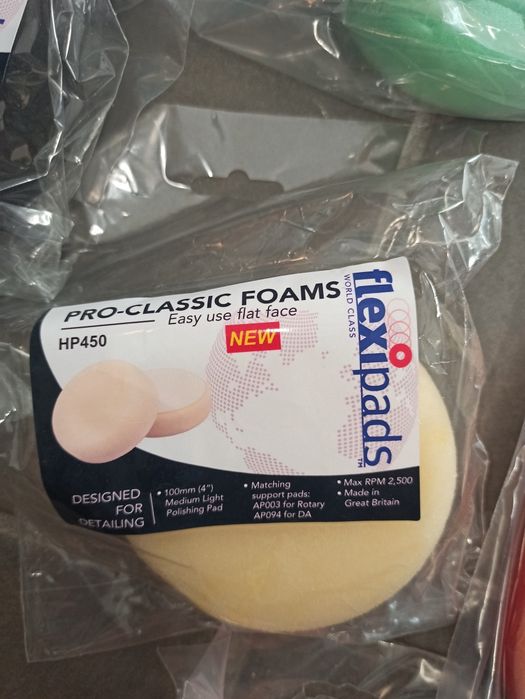 PRO-CLASSIC FOAMS
Easy use flat face
HP450
NEW
flexipads™
WORLD CLASS
DESIGNED
FOR
DETAILING
• 100mm (4")
Medium Light
Polishing Pad
• Matching
support pads:
AP003 for Rotary
AP094 for DA
• Max RPM 2,500
• Made in
Great Britain